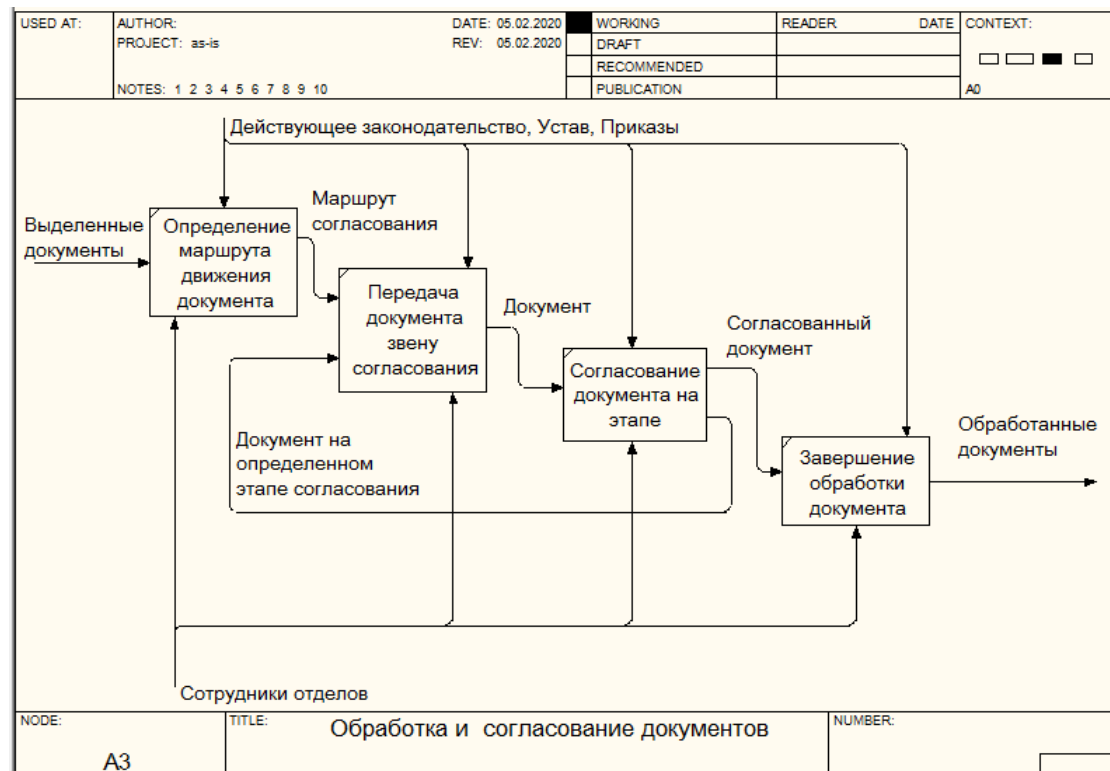 USED AT:
AUTHOR:
DATE: 05.02.2020
PROJECT: as-is
REV: 05.02.2020
NOTES: 1 2 3 4 5 6 7 8 9 10
WORKING
DRAFT
RECOMMENDED
PUBLICATION
READER
DATE
CONTEXT:
A0
Действующее законодательство, Устав, Приказы
Выделенные
документы
Определение
маршрута
движения
документа
Маршрут
согласования
Передача
документа
звену
согласования
Документ
Согласование
документа на
этапе
Согласованный
документ
Документ на
определенном
этапе согласования
Завершение
обработки
документа
Обработанные
документы
Сотрудники отделов
NODE:
A3
TITLE:
Обработка и согласование документов
NUMBER: